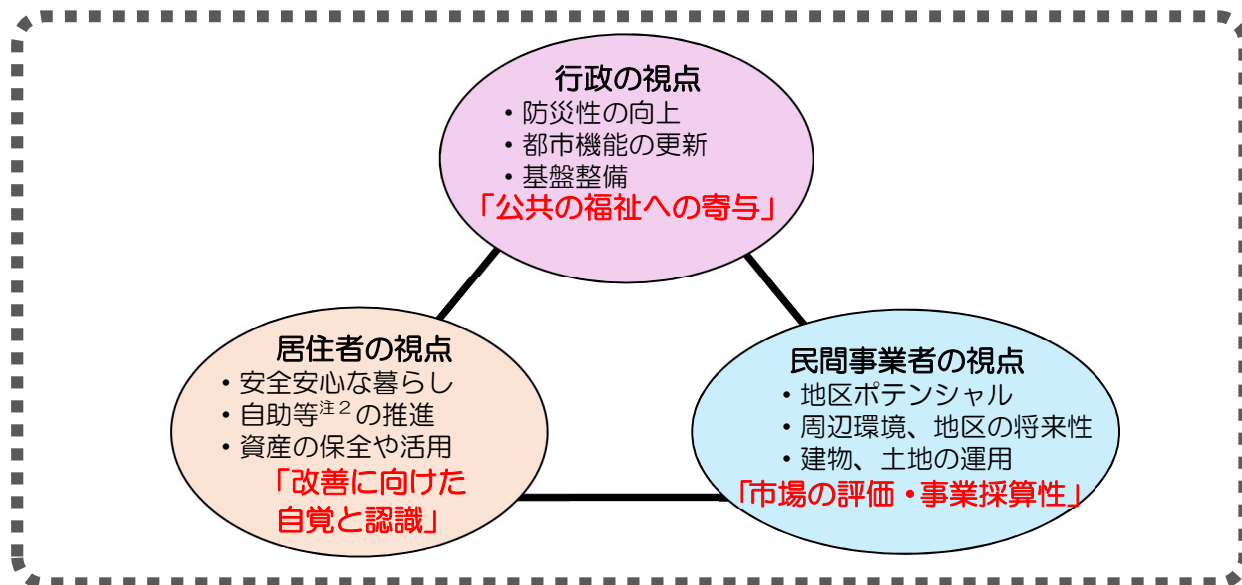 行政の視点
・防災性の向上
・都市機能の更新
・基盤整備
「公共の福祉への寄与」
居住者の視点
・安全安心な暮らし
・自助等注２の推進
・資産の保全や活用
「改善に向けた
自覚と認識」
民間事業者の視点
・地区ポテンシャル
・周辺環境、地区の将来性
・建物、土地の運用
「市場の評価・事業採算性」